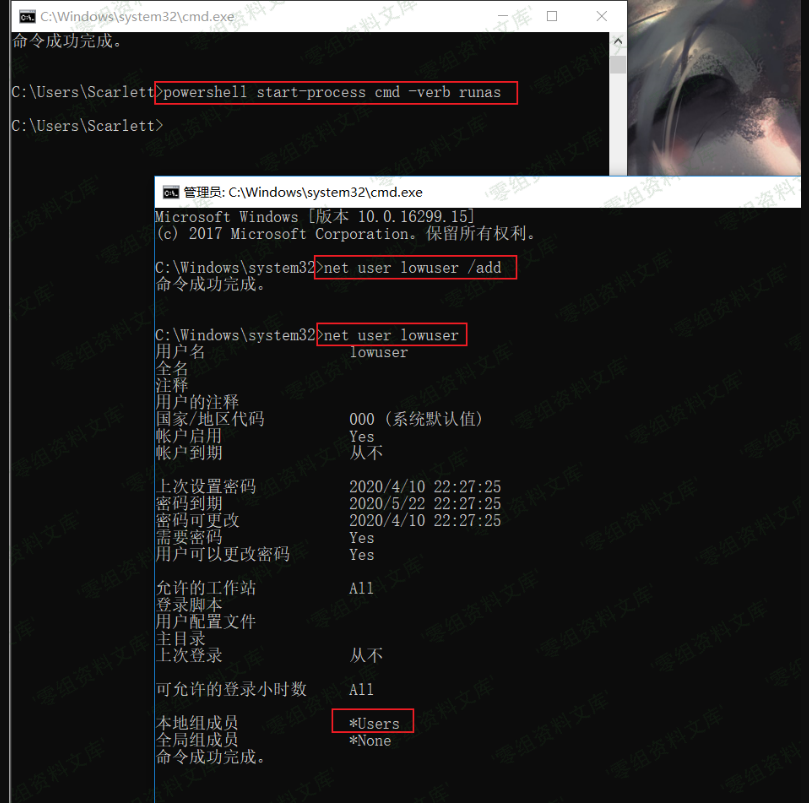 C:\Windows\system32\cmd.exe
命令成功完成。
C:\Users\Scarlett>powershell start-process cmd -verb runas
C:\Users\Scarlett>
管理员: C:\Windows\system32\cmd.exe
Microsoft Windows [版本 10.0.16299.15]
(c) 2017 Microsoft Corporation。保留所有权利。
C:\Windows\system32>net user lowuser /add
命令成功完成。
C:\Windows\system32>net user lowuser
用户名 lowuser
全名
注释
用户的注释
国家/地区代码 000 (系统默认值)
帐户启用 Yes
帐户到期 从不
上次设置密码 2020/4/10 22:27:25
密码到期 2020/5/22 22:27:25
密码可更改 2020/4/10 22:27:25
需要密码 Yes
用户可以更改密码 Yes
允许的工作站 All
登录脚本
用户配置文件
主目录
上次登录 从不
可允许的登录小时数 All
本地组成员 *Users
全局组成员 *None
命令成功完成。
零组资料文库